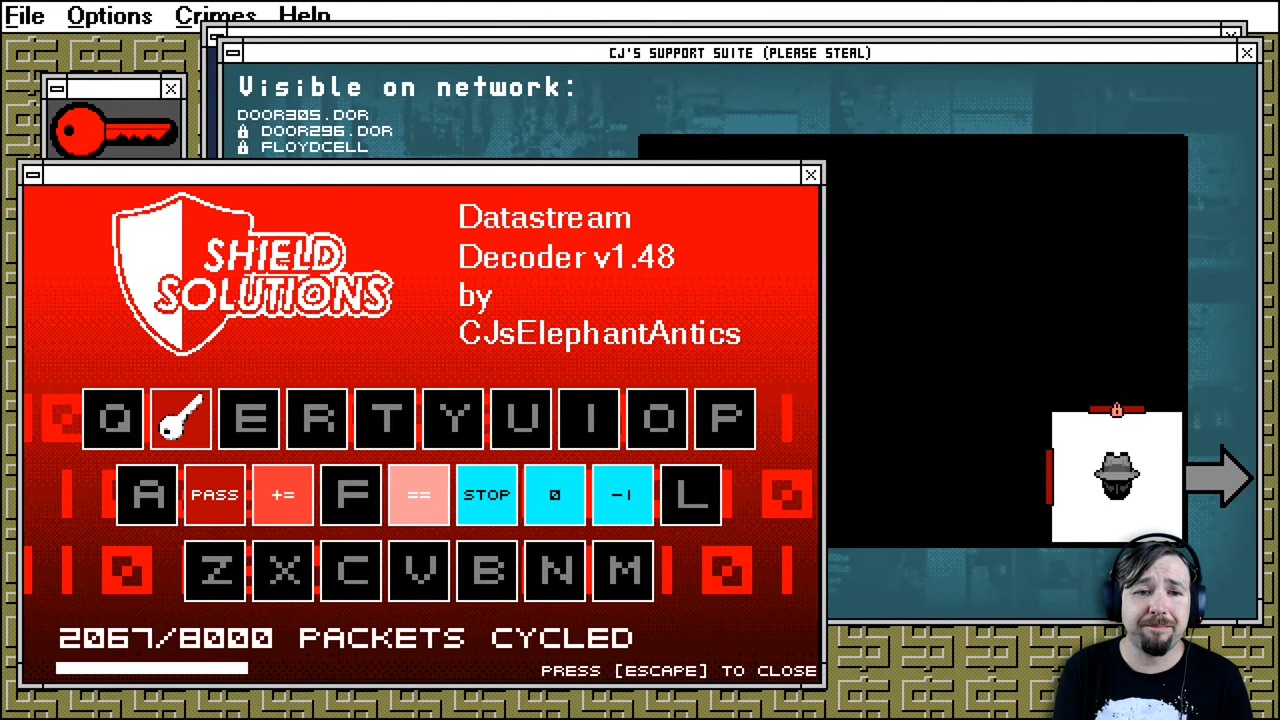 File Options Crimes Help
CJ'S SUPPORT SUITE (PLEASE STEAL)
Visible on network:
DOOR305.DOR
DOOR296.DOR
FLOYDCELL
SHIELD
SOLUTIONS
Datastream
Decoder v1.48
by
CJsElephantAntics
Q E R T Y U I O P
A PASS += F == STOP 0 -1 L
Z X C V B N M
2067/8000 PACKETS CYCLED
PRESS [ESCAPE] TO CLOSE